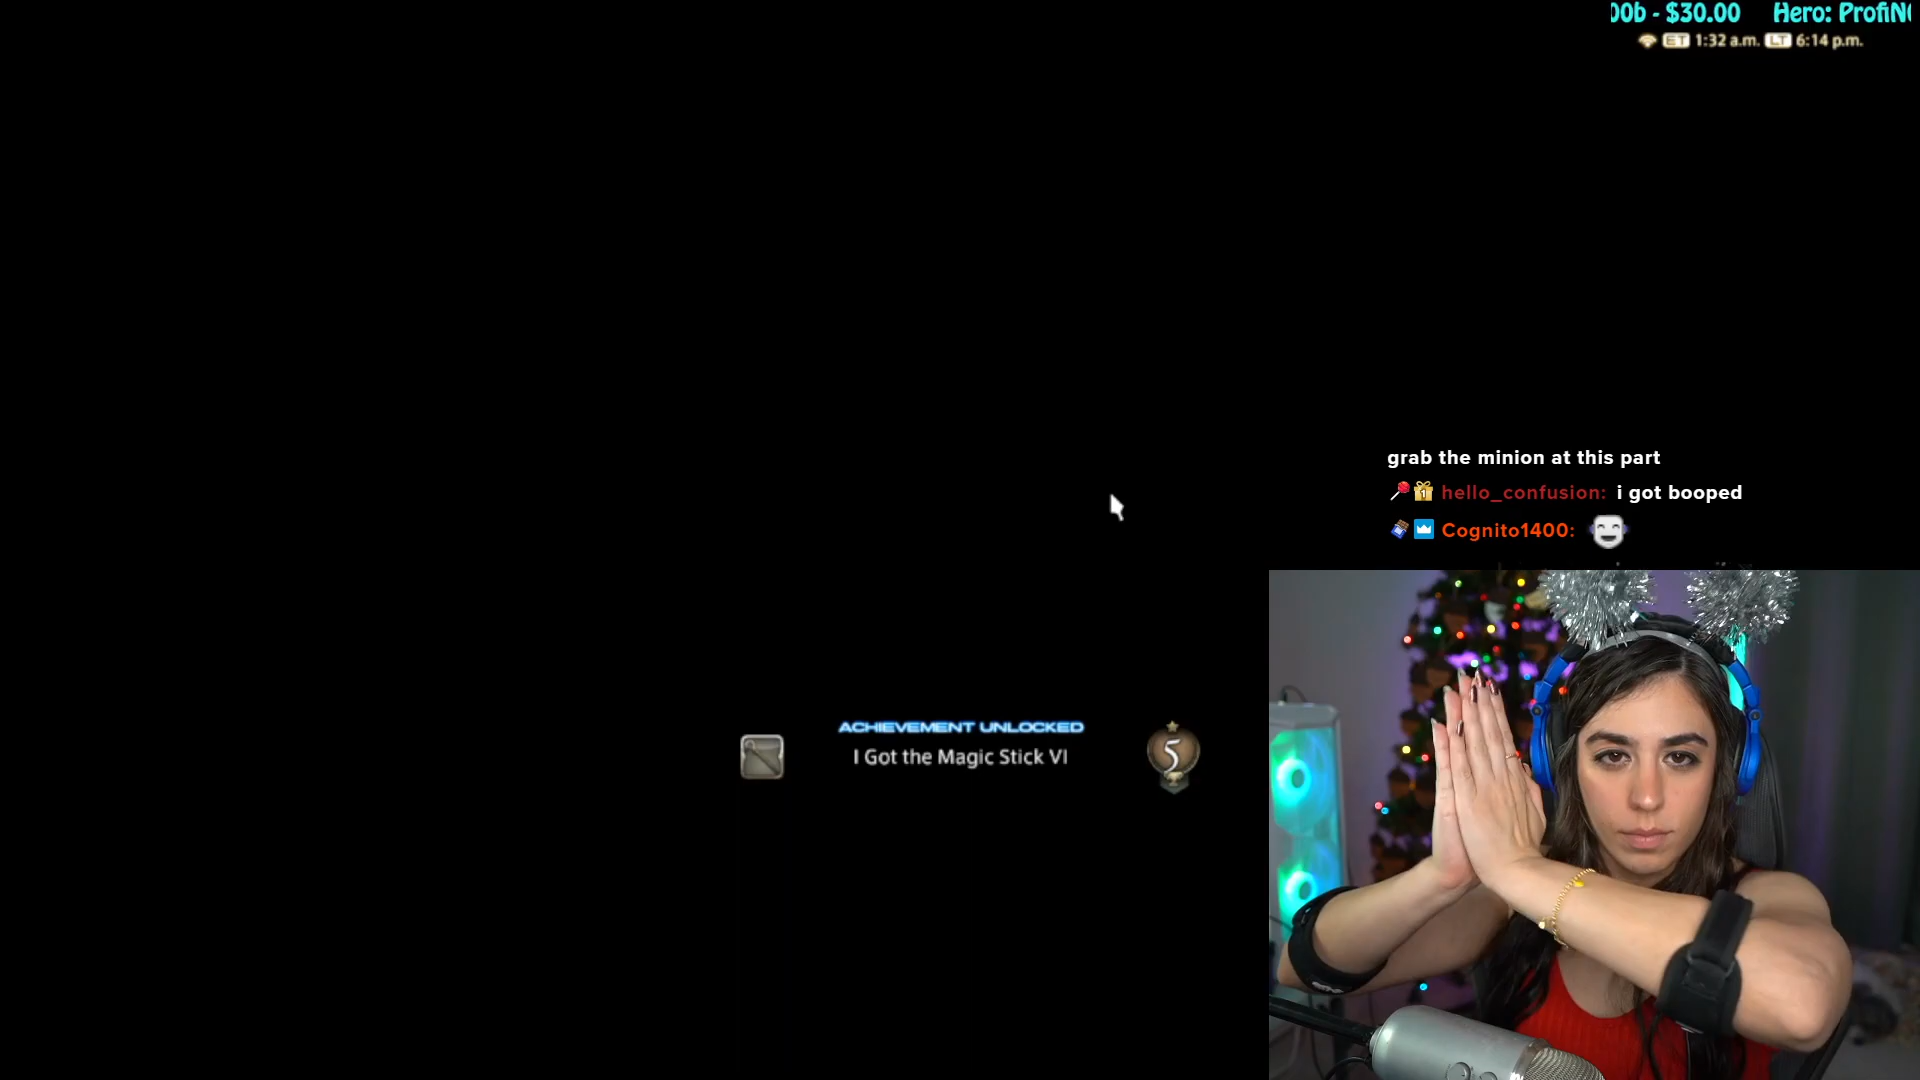 00b - $30.00 Hero: ProfiN
ET 1:32 a.m. LT 6:14 p.m.
grab the minion at this part
hello_confusion: i got booped
Cognito1400:
ACHIEVEMENT UNLOCKED
I Got the Magic Stick VI
5